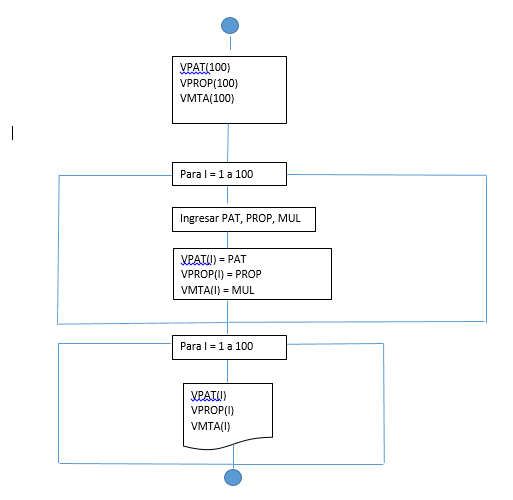 VPAT(100)
VPROP(100)
VMTA(100)
Para I = 1 a 100
Ingresar PAT, PROP, MUL
VPAT(I) = PAT
VPROP(I) = PROP
VMTA(I) = MUL
Para I = 1 a 100
VPAT(I)
VPROP(I)
VMTA(I)